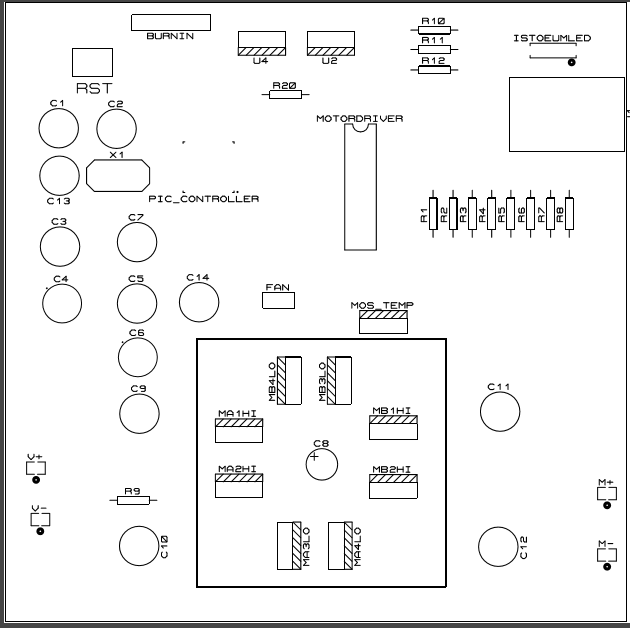 BURNIN
U4
U2
R10
R11
R12
ISTOEUMLED
RST
R20
C1
C2
MOTORDRIVER
X1
C13
PIC_CONTROLLER
R1
R2
R3
R4
R5
R6
R7
R8
C3
C7
C4
C5
C14
FAN
MOS_TEMP
C6
MB4LO
MB3LO
C9
C11
MA1HI
MB1HI
C8
V+
MA2HI
MB2HI
M+
R9
V-
C10
MA3LO
MA4LO
C12
M-